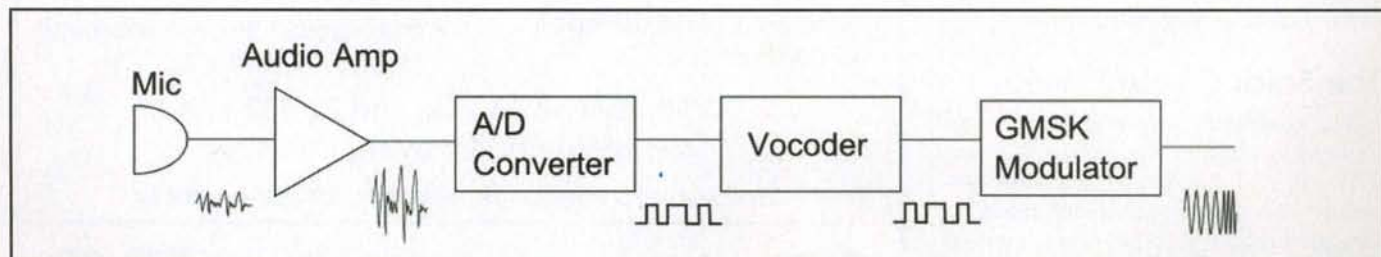 Mic
Audio Amp
A/D
Converter
Vocoder
GMSK
Modulator